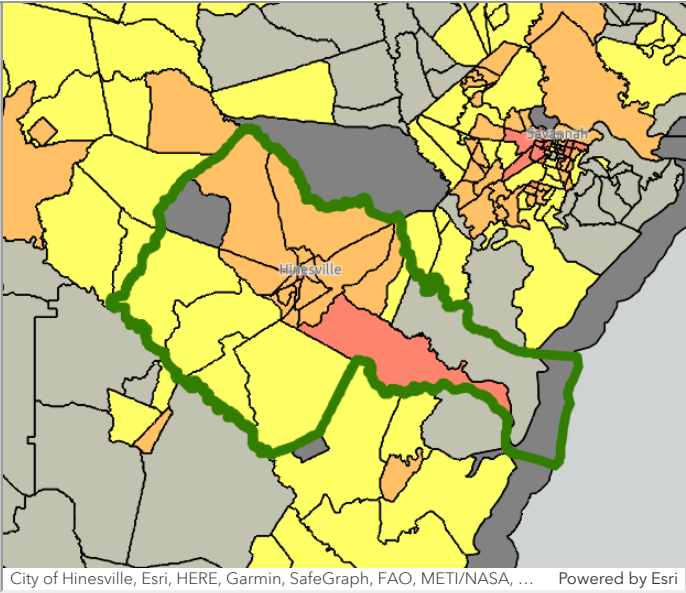 Savannah
Hinesville
City of Hinesville, Esri, HERE, Garmin, SafeGraph, FAO, METI/NASA, ... Powered by Esri